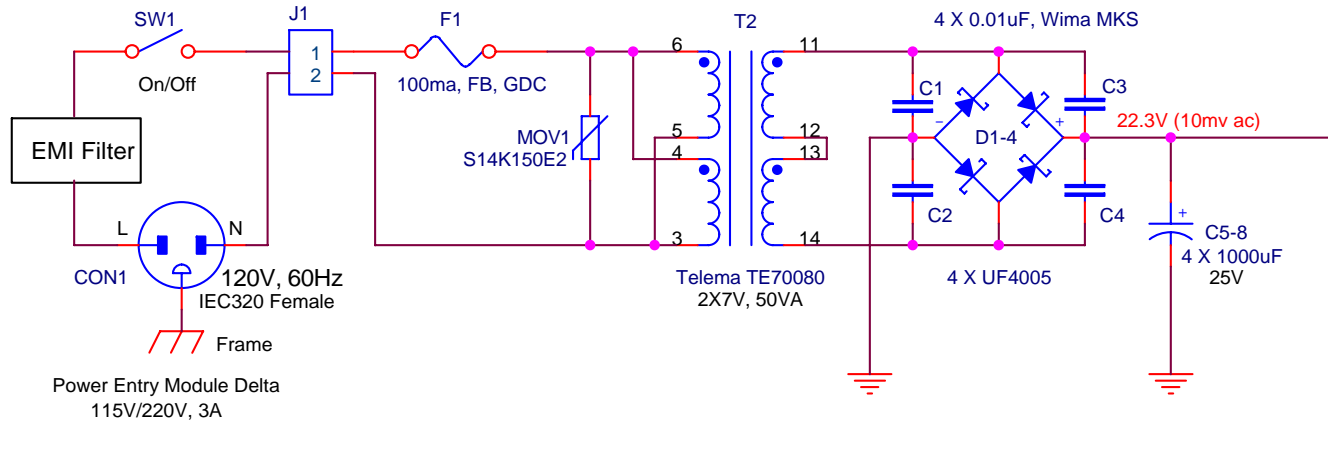 SW1
J1
F1
T2
4 X 0.01uF, Wima MKS
1
2
On/Off
100ma, FB, GDC
6
11
C1
C3
MOV1
S14K150E2
5
4
12
13
−
D1-4
+
22.3V (10mv ac)
EMI Filter
C2
C4
L
N
3
14
+
C5-8
4 X 1000uF
25V
CON1
120V, 60Hz
IEC320 Female
Telema TE70080
2X7V, 50VA
4 X UF4005
Frame
Power Entry Module Delta
115V/220V, 3A